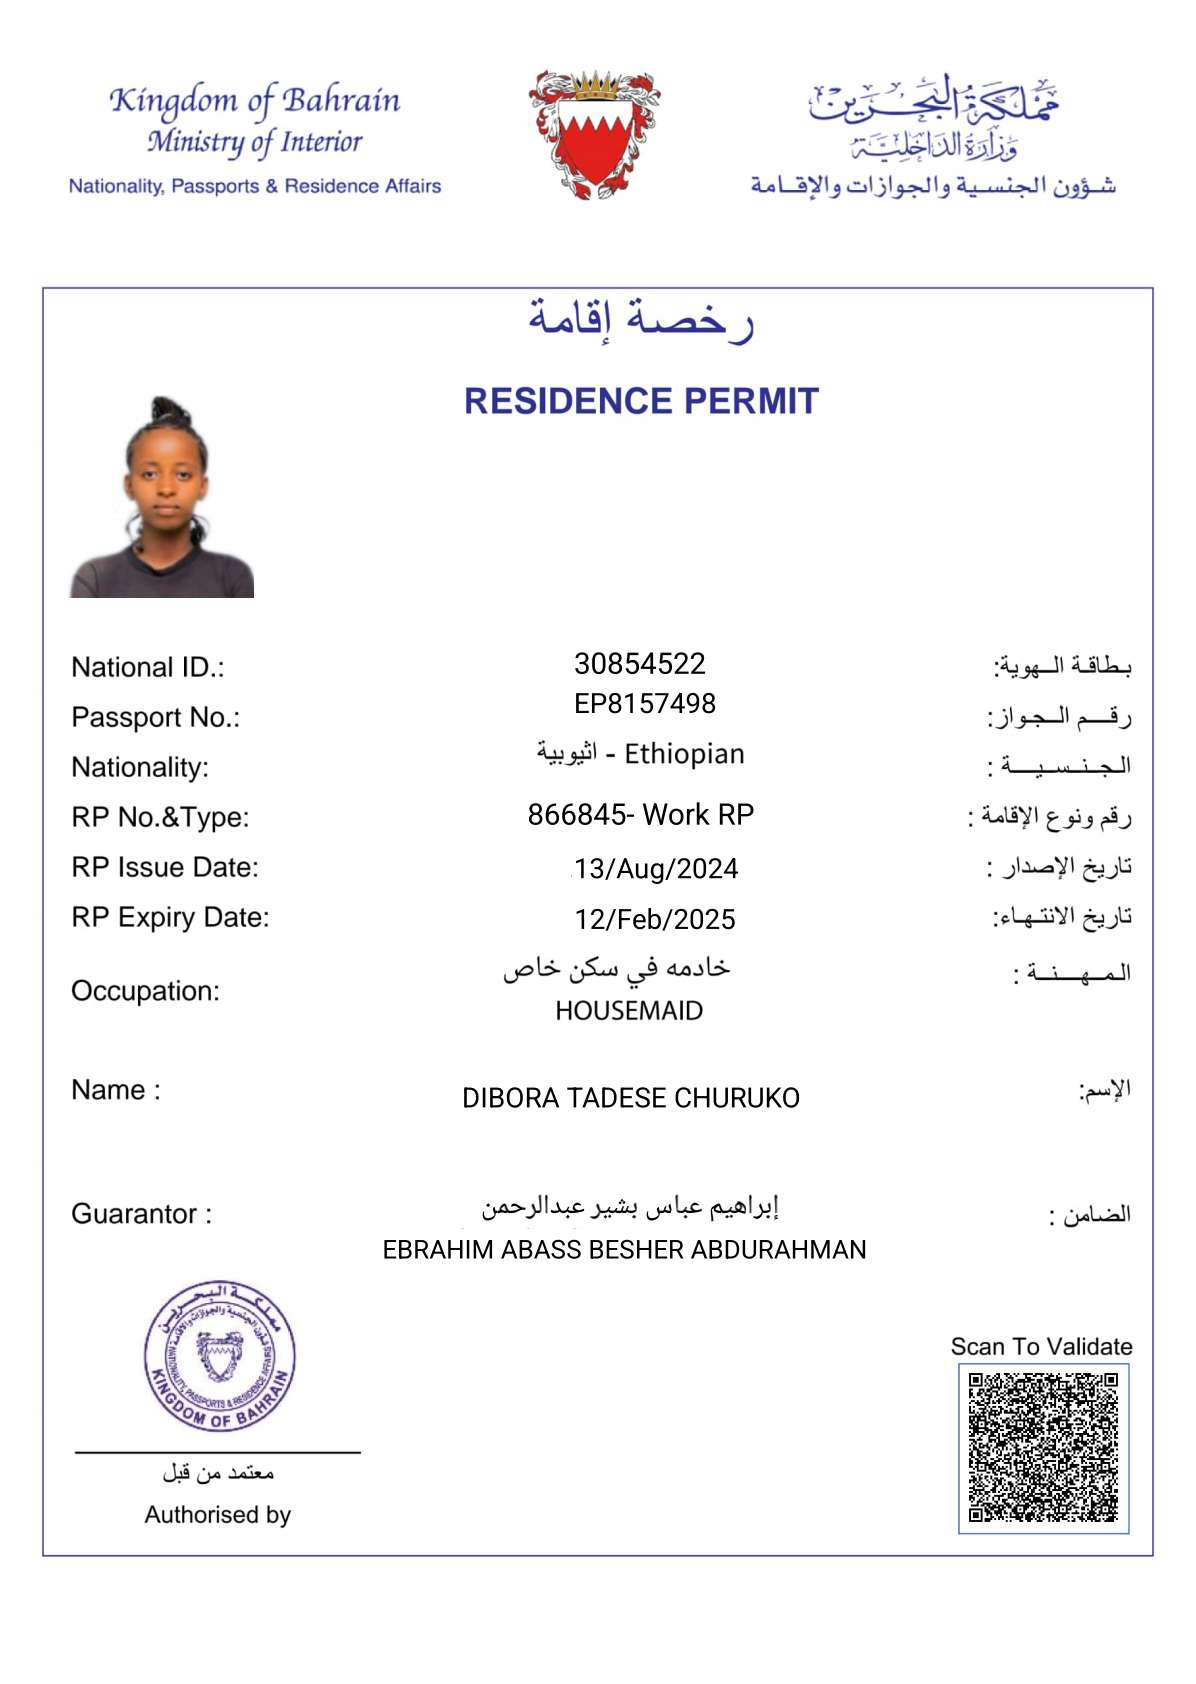 Kingdom of Bahrain
Ministry of Interior
Nationality, Passports & Residence Affairs
مملكة البحرين
وزارة الداخلية
شؤون الجنسية والجوازات والإقامة
رخصة إقامة
RESIDENCE PERMIT
National ID.: 30854522 بطاقة الهوية:
Passport No.: EP8157498 رقم الجواز:
Nationality: اثيوبية - Ethiopian الجنسية :
RP No.&Type: 866845- Work RP رقم ونوع الإقامة :
RP Issue Date: 13/Aug/2024 تاريخ الإصدار :
RP Expiry Date: 12/Feb/2025 تاريخ الانتهاء:
خادمه في سكن خاص المهنة :
Occupation: HOUSEMAID
Name : DIBORA TADESE CHURUKO الإسم:
Guarantor : إبراهيم عباس بشير عبدالرحمن الضامن :
EBRAHIM ABASS BESHER ABDURAHMAN
مملكة البحرين
شؤون الجنسية والجوازات والإقامة
NATIONALITY, PASSPORTS & RESIDENCE AFFAIRS
KINGDOM OF BAHRAIN
Scan To Validate
معتمد من قبل
Authorised by